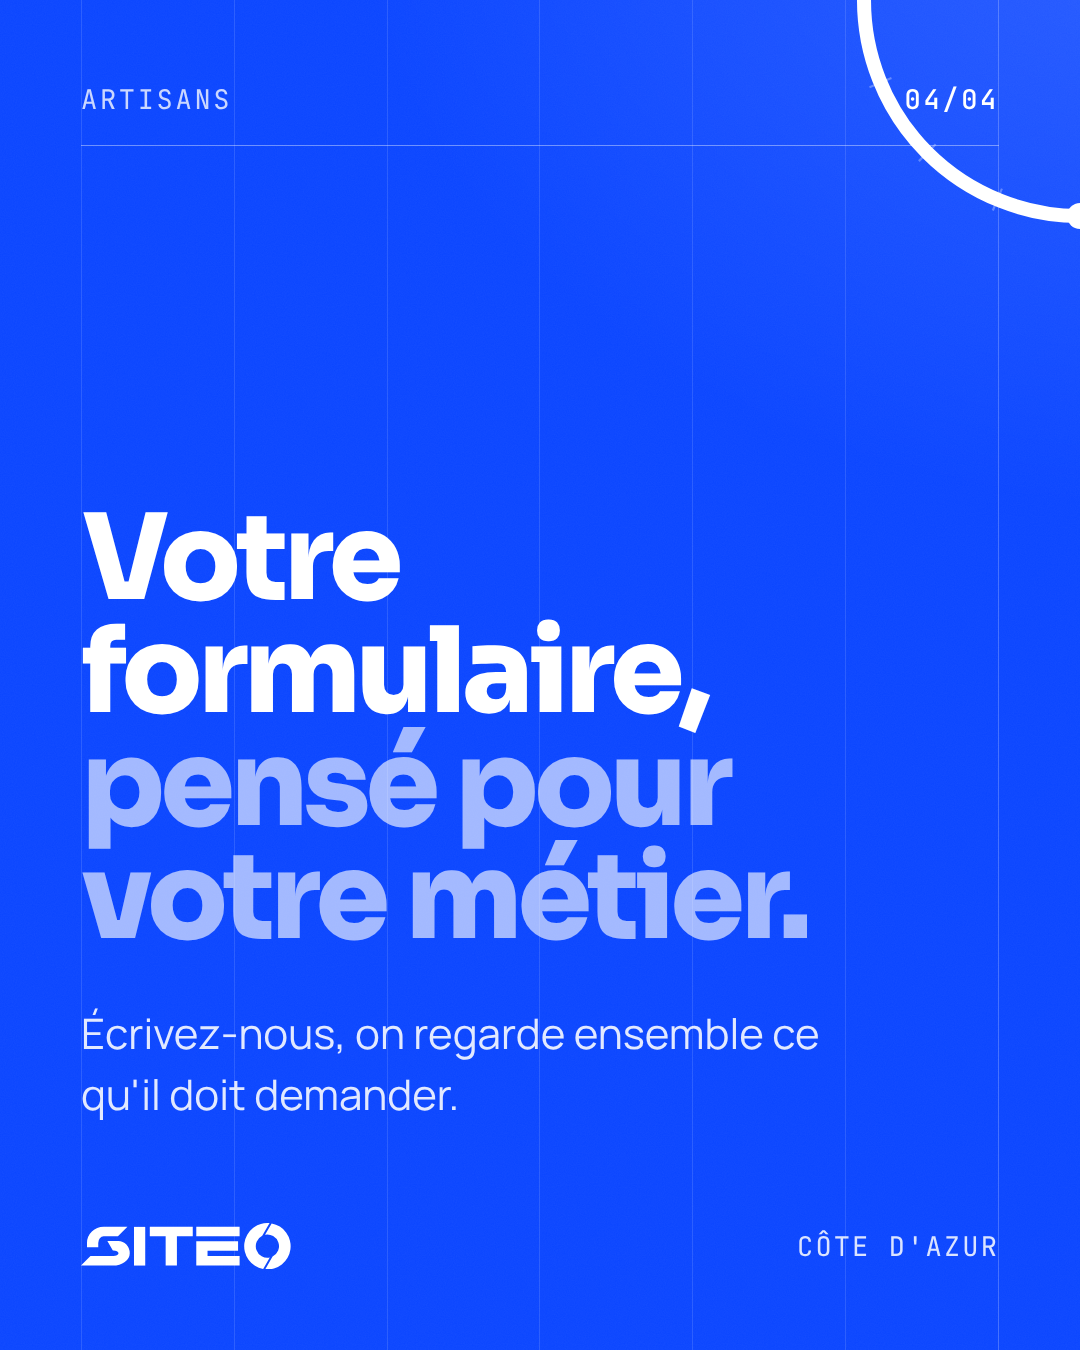 ARTISANS
04/04
Votre
formulaire,
pensé pour
votre métier.
Écrivez-nous, on regarde ensemble ce
qu'il doit demander.
SITEO
CÔTE D'AZUR